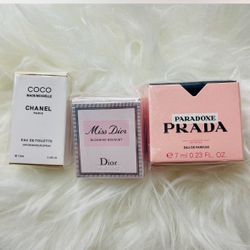 COCO
MADEMOISELLE
CHANEL
PARIS
EAU DE TOILETTE
Miss Dior
BLOOMING BOUQUET
Dior
PARADOXE
PRADA
EAU DE PARFUM
℮ 7 ml 0.23 FL. OZ.